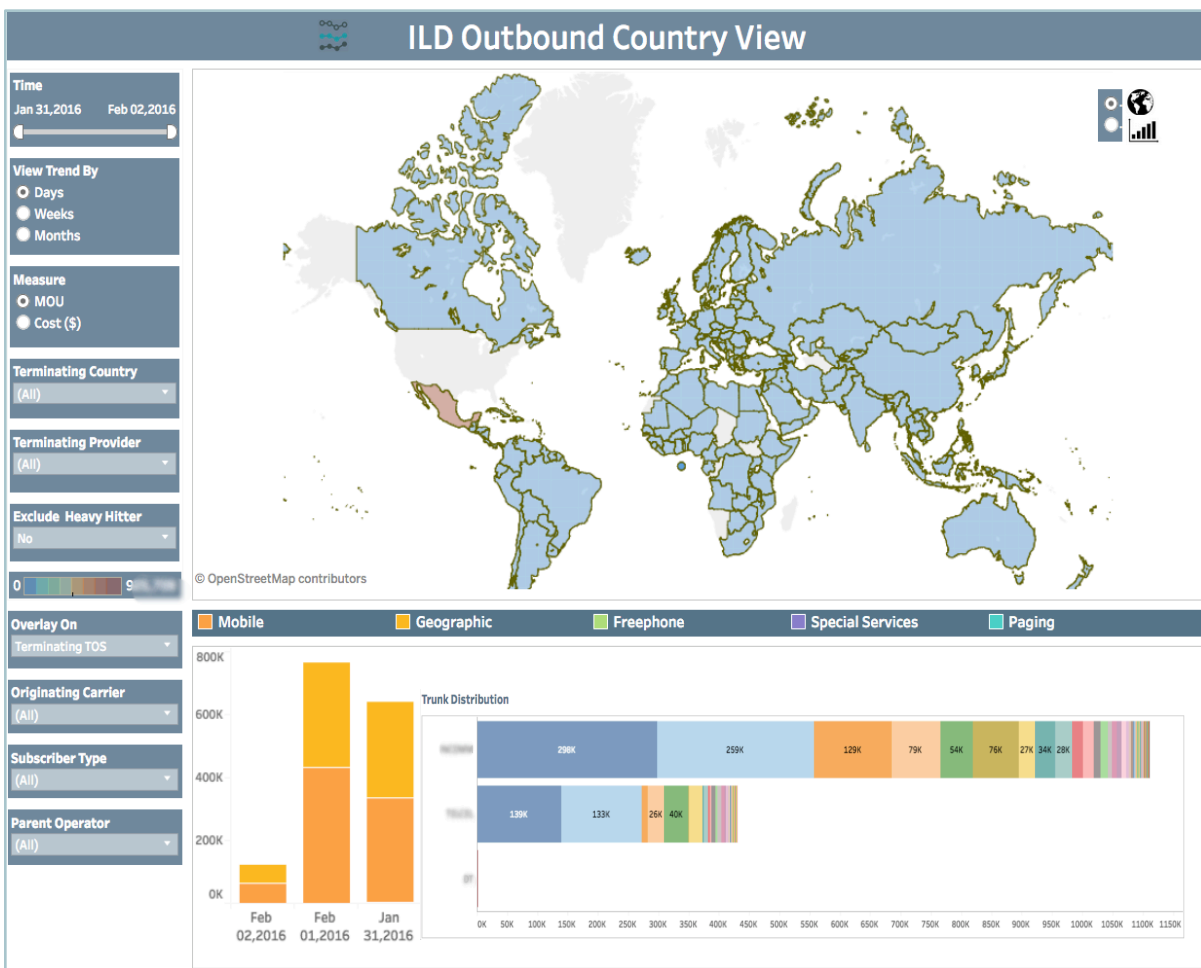 ILD Outbound Country View
Time
Jan 31,2016 Feb 02,2016
View Trend By
Days
Weeks
Months
Measure
MOU
Cost ($)
Terminating Country
(All)
Terminating Provider
(All)
Exclude Heavy Hitter
No
0
Overlay On
Terminating TOS
Originating Carrier
(All)
Subscriber Type
(All)
Parent Operator
(All)
© OpenStreetMap contributors
Mobile Geographic Freephone Special Services Paging
800K
600K
400K
200K
0K
Feb 02,2016
Feb 01,2016
Jan 31,2016
Trunk Distribution
298K 259K 129K 79K 54K 76K 27K 34K 28K
139K 133K 26K 40K
0K 50K 100K 150K 200K 250K 300K 350K 400K 450K 500K 550K 600K 650K 700K 750K 800K 850K 900K 950K 1000K 1050K 1100K 1150K